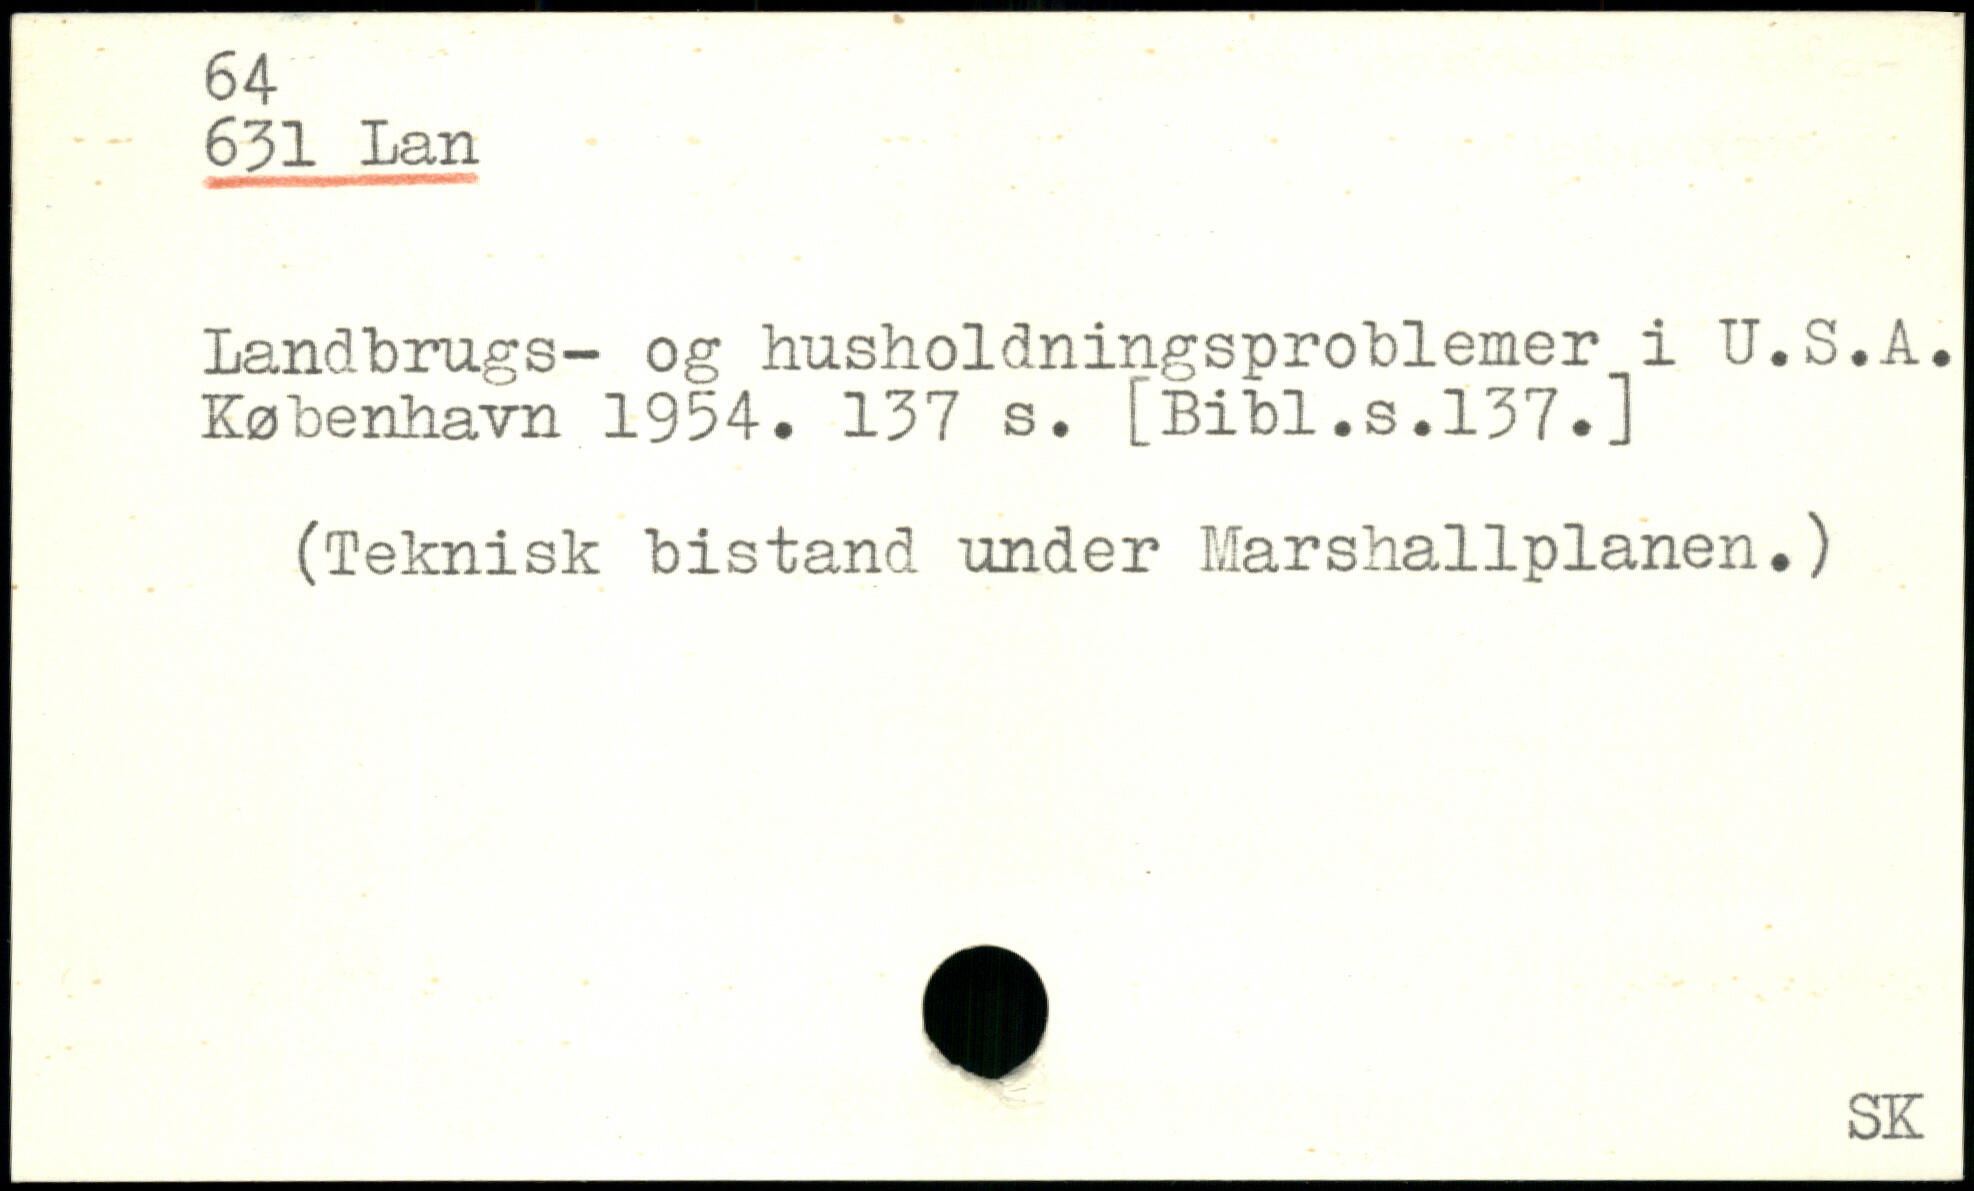 64
631 Lan
Landbrugs- og husholdningsproblemer i U.S.A.
København 1954. 137 s. [Bibl.s.137.]
(Teknisk bistand under Marshallplanen.)
SK